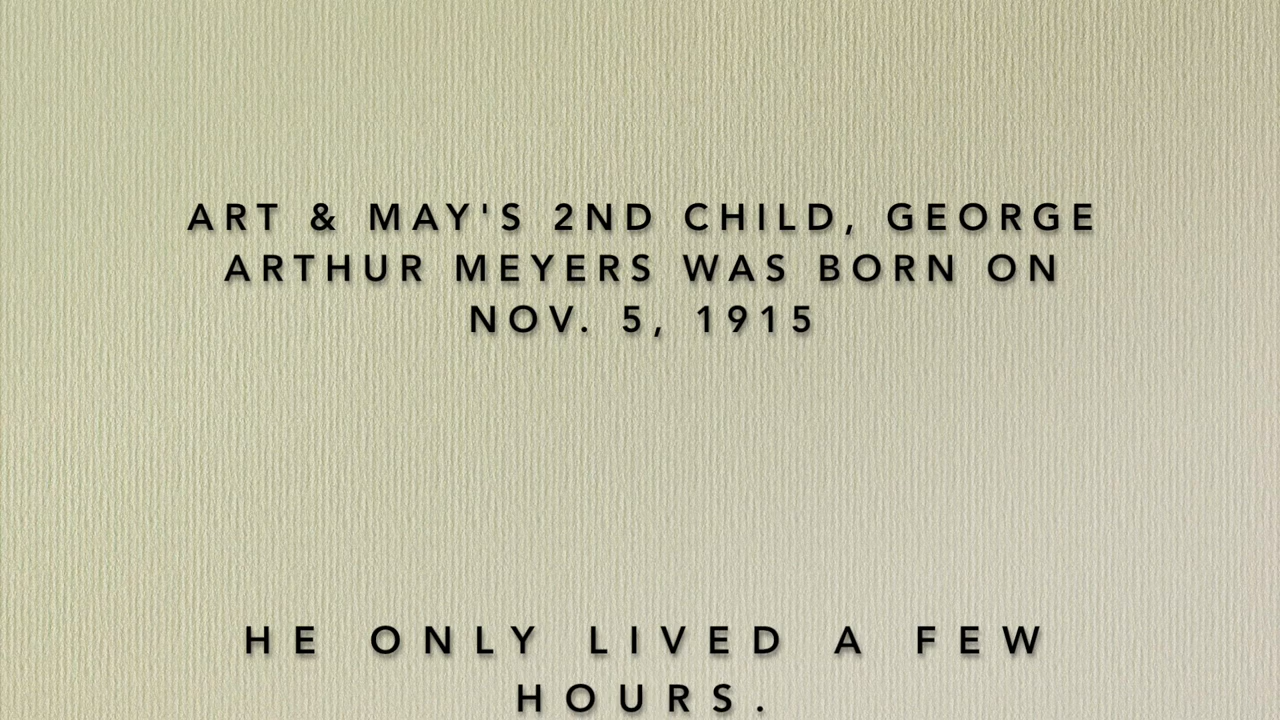 ART & MAY'S 2ND CHILD, GEORGE
ARTHUR MEYERS WAS BORN ON
NOV. 5, 1915
HE ONLY LIVED A FEW
HOURS.